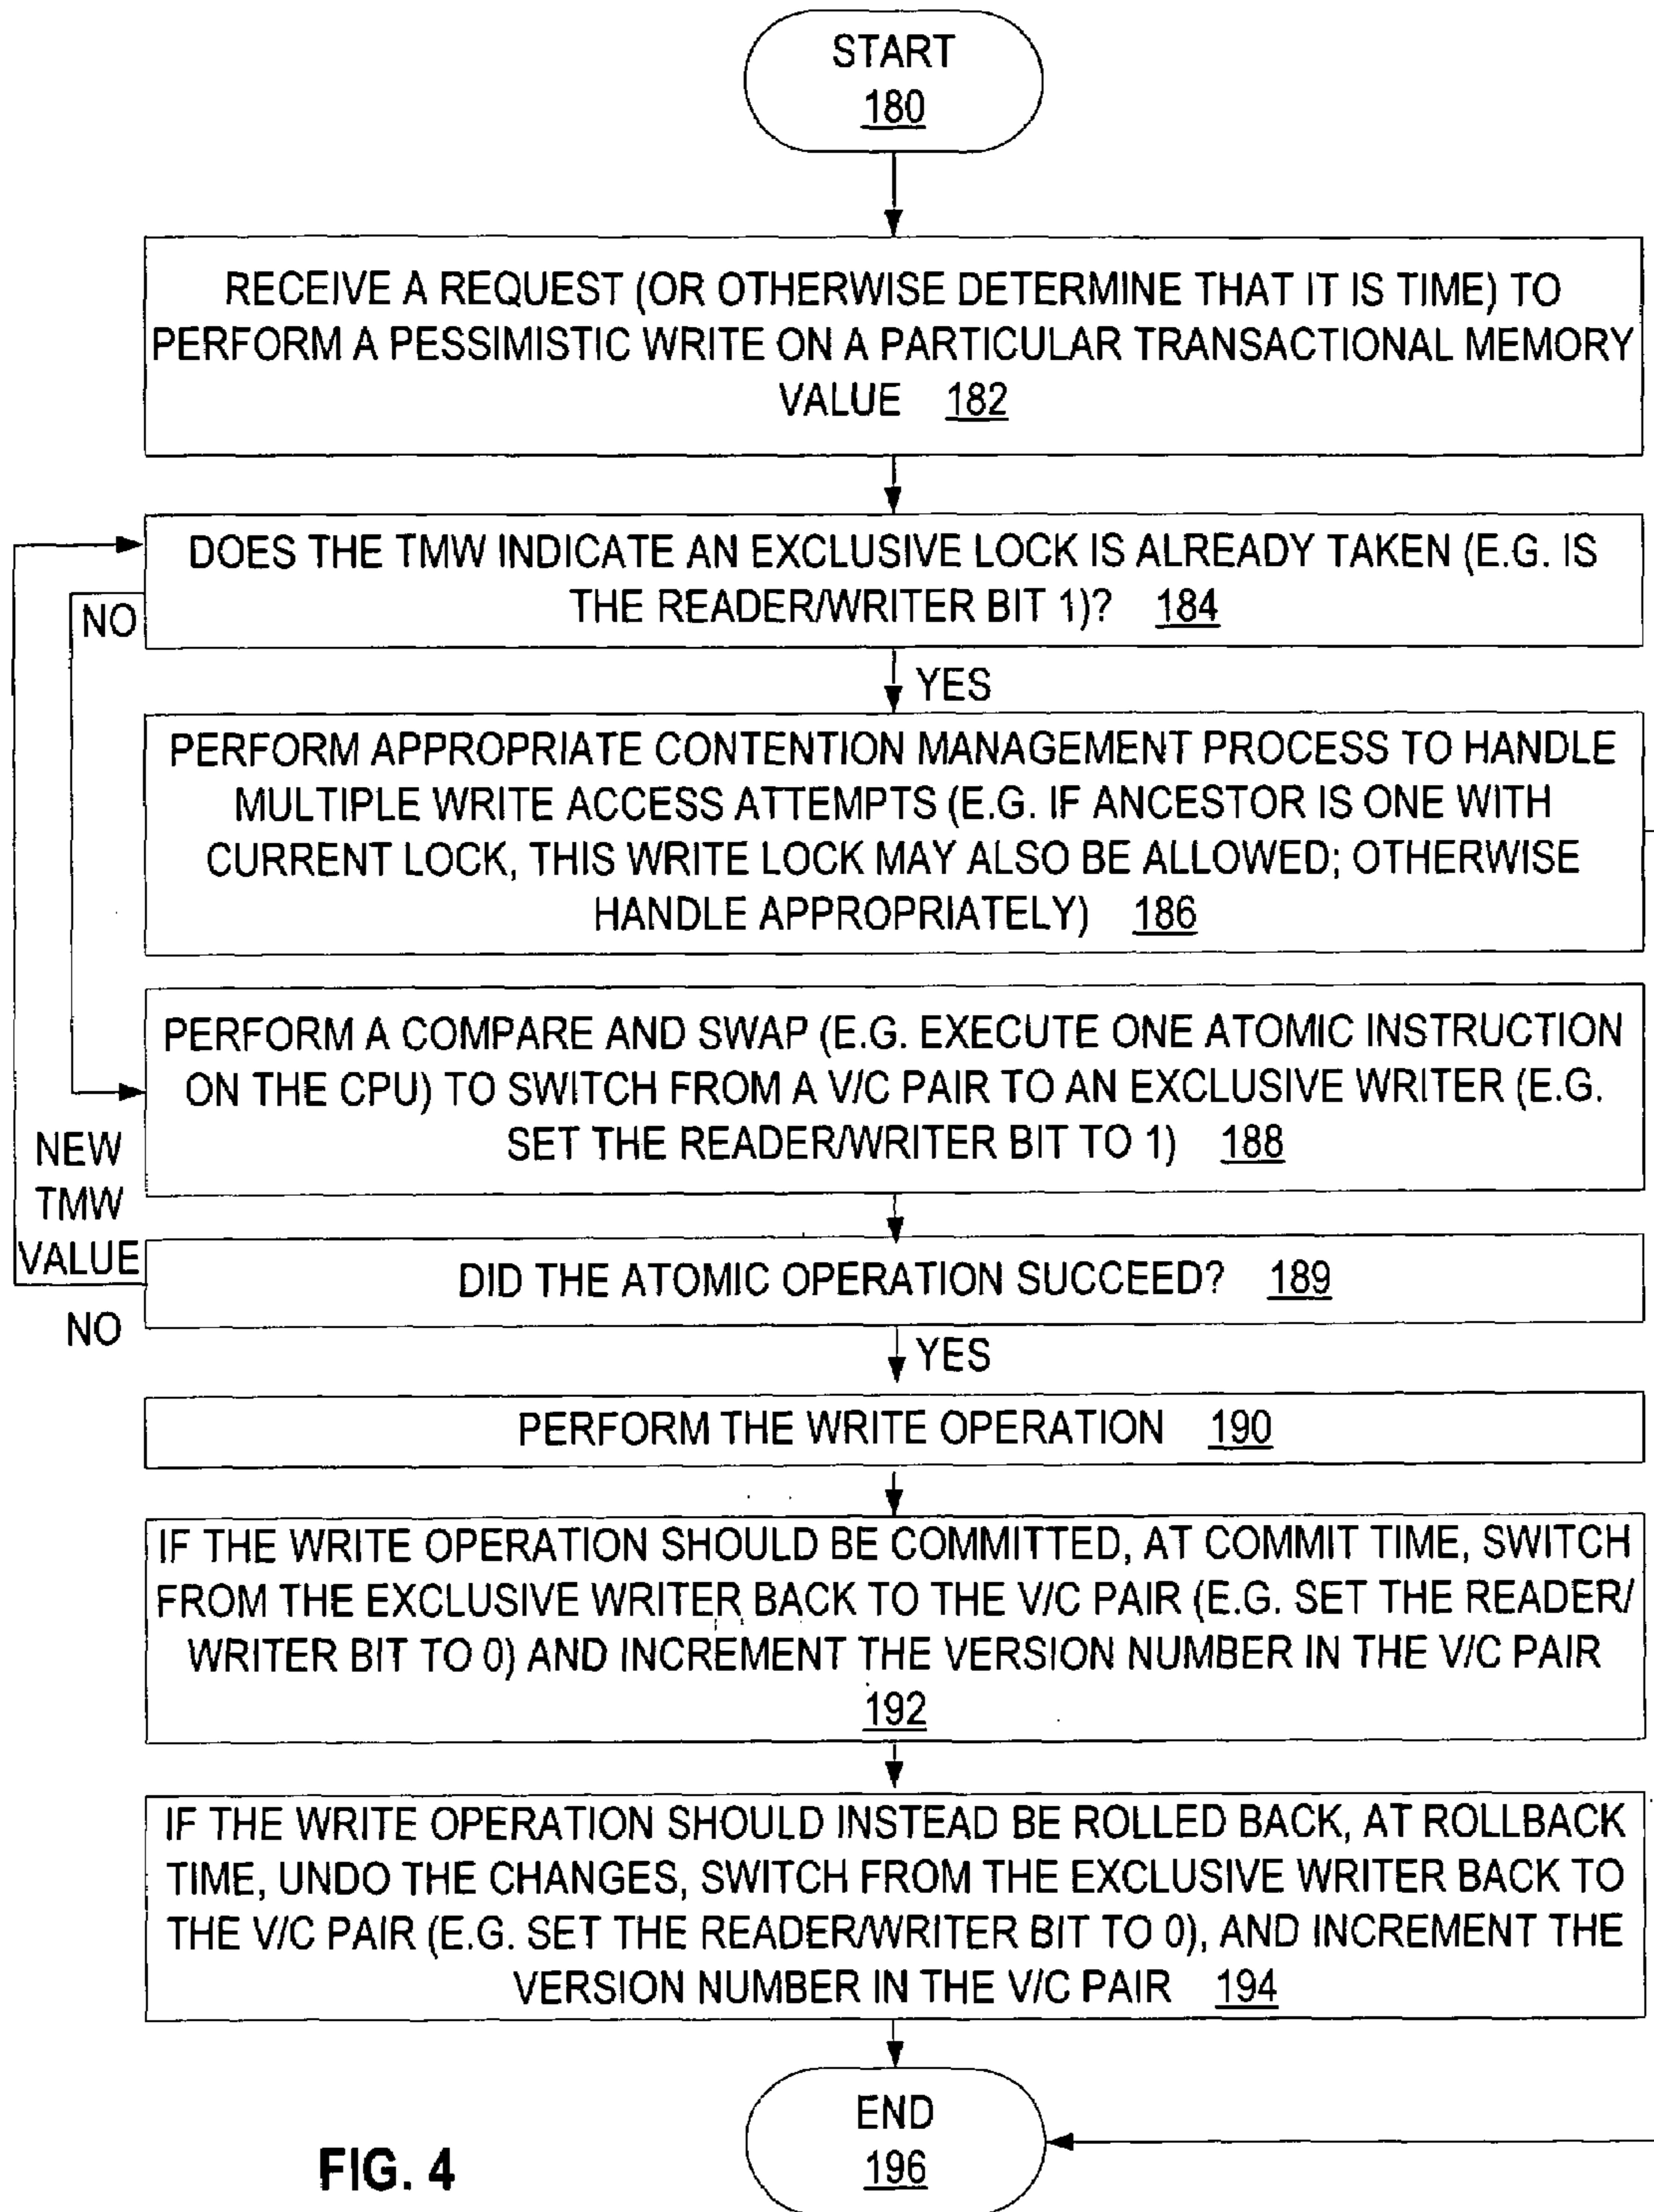 START
180
RECEIVE A REQUEST (OR OTHERWISE DETERMINE THAT IT IS TIME) TO
PERFORM A PESSIMISTIC WRITE ON A PARTICULAR TRANSACTIONAL MEMORY
VALUE 182
DOES THE TMW INDICATE AN EXCLUSIVE LOCK IS ALREADY TAKEN (E.G. IS
THE READER/WRITER BIT 1)? 184
NO
YES
PERFORM APPROPRIATE CONTENTION MANAGEMENT PROCESS TO HANDLE
MULTIPLE WRITE ACCESS ATTEMPTS (E.G. IF ANCESTOR IS ONE WITH
CURRENT LOCK, THIS WRITE LOCK MAY ALSO BE ALLOWED; OTHERWISE
HANDLE APPROPRIATELY) 186
PERFORM A COMPARE AND SWAP (E.G. EXECUTE ONE ATOMIC INSTRUCTION
ON THE CPU) TO SWITCH FROM A V/C PAIR TO AN EXCLUSIVE WRITER (E.G.
SET THE READER/WRITER BIT TO 1) 188
NEW
TMW
VALUE
DID THE ATOMIC OPERATION SUCCEED? 189
NO
YES
PERFORM THE WRITE OPERATION 190
IF THE WRITE OPERATION SHOULD BE COMMITTED, AT COMMIT TIME, SWITCH
FROM THE EXCLUSIVE WRITER BACK TO THE V/C PAIR (E.G. SET THE READER/
WRITER BIT TO 0) AND INCREMENT THE VERSION NUMBER IN THE V/C PAIR
192
IF THE WRITE OPERATION SHOULD INSTEAD BE ROLLED BACK, AT ROLLBACK
TIME, UNDO THE CHANGES, SWITCH FROM THE EXCLUSIVE WRITER BACK TO
THE V/C PAIR (E.G. SET THE READER/WRITER BIT TO 0), AND INCREMENT THE
VERSION NUMBER IN THE V/C PAIR 194
END
196
FIG. 4